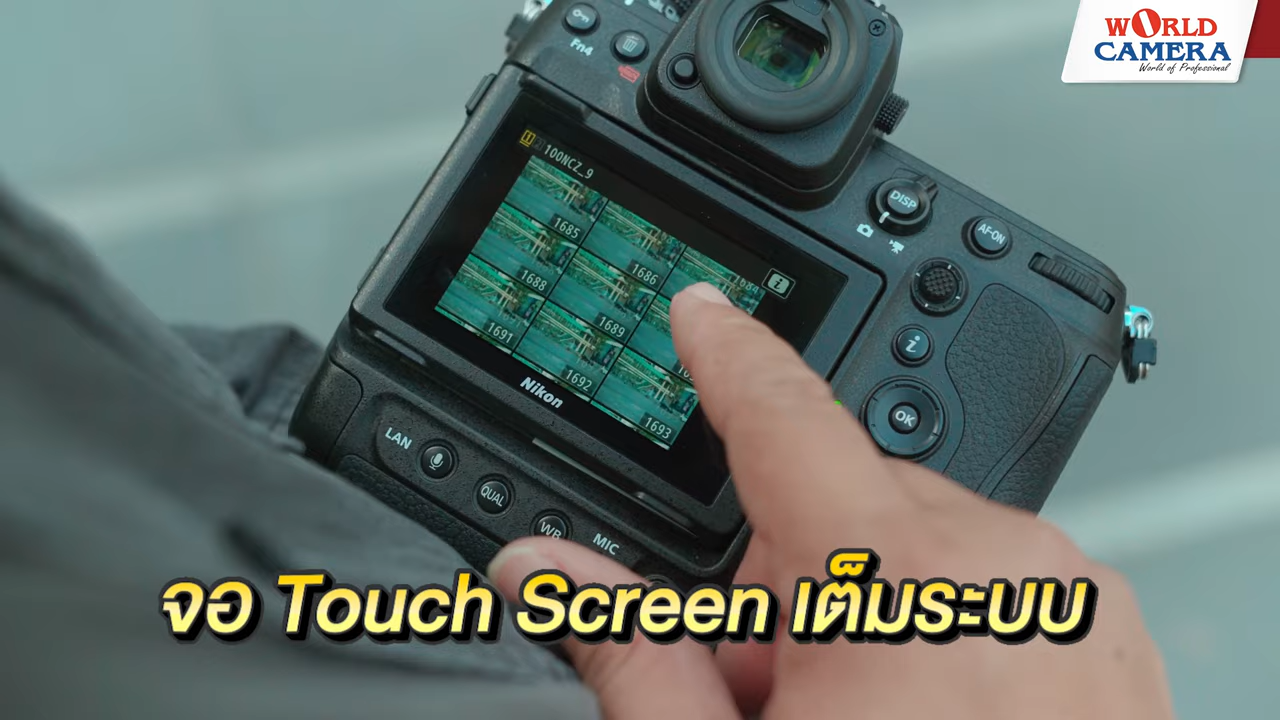 WORLD
CAMERA
World of Professional
Fn4
DISP
AF-ON
100NCZ_9
i
1685
1686
1684
1688
1689
1691
1692
1693
i
OK
Nikon
LAN
QUAL
WB
MIC
จอ Touch Screen เต็มระบบ